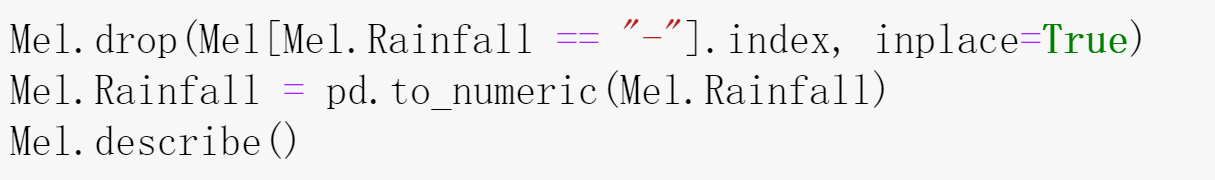 Mel.drop(Mel[Mel.Rainfall == "-"].index, inplace=True)
Mel.Rainfall = pd.to_numeric(Mel.Rainfall)
Mel.describe()